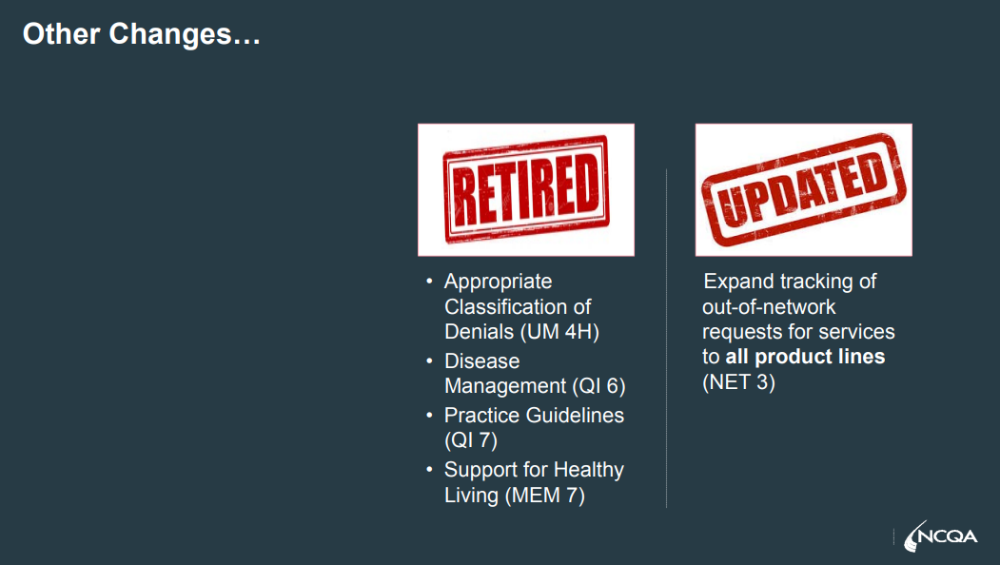 Other Changes…
RETIRED
• Appropriate
Classification of
Denials (UM 4H)
• Disease
Management (QI 6)
• Practice Guidelines
(QI 7)
• Support for Healthy
Living (MEM 7)
UPDATED
Expand tracking of
out-of-network
requests for services
to all product lines
(NET 3)
NCQA